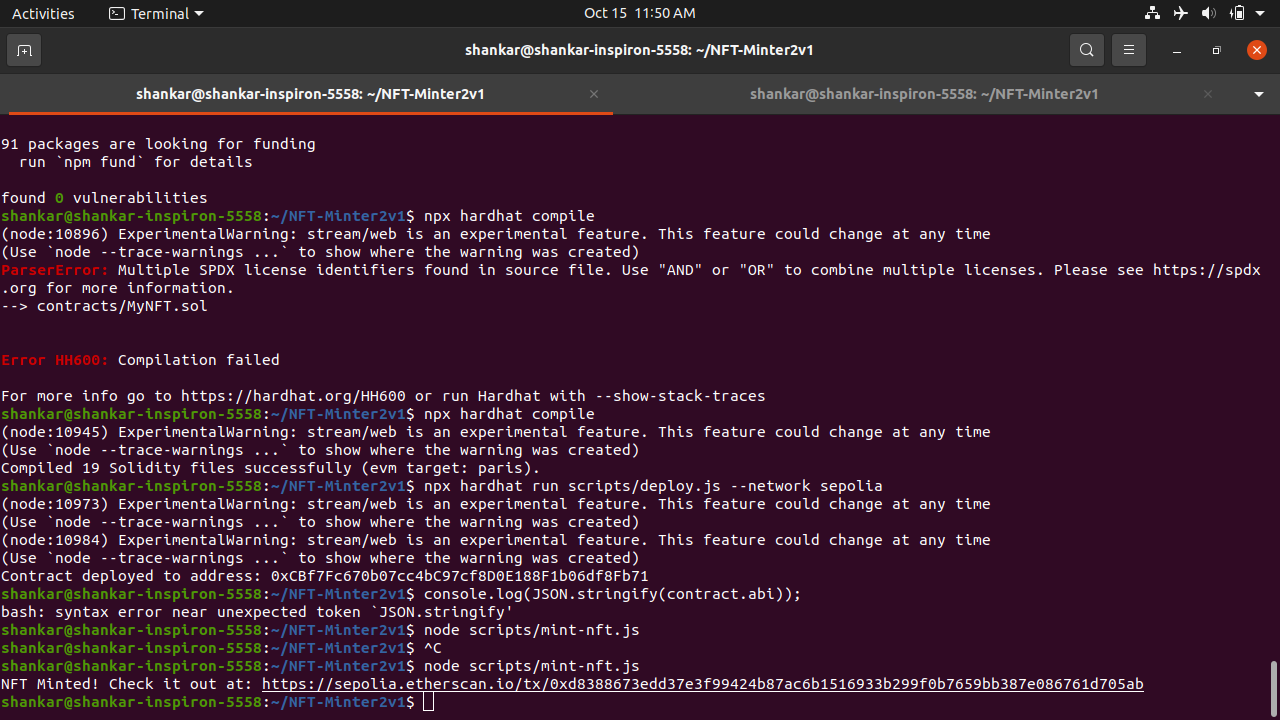 Activities Terminal Oct 15 11:50 AM
shankar@shankar-inspiron-5558: ~/NFT-Minter2v1
shankar@shankar-inspiron-5558: ~/NFT-Minter2v1 × shankar@shankar-inspiron-5558: ~/NFT-Minter2v1 ×
91 packages are looking for funding
  run `npm fund` for details
found 0 vulnerabilities
shankar@shankar-inspiron-5558:~/NFT-Minter2v1$ npx hardhat compile
(node:10896) ExperimentalWarning: stream/web is an experimental feature. This feature could change at any time
(Use `node --trace-warnings ...` to show where the warning was created)
ParserError: Multiple SPDX license identifiers found in source file. Use "AND" or "OR" to combine multiple licenses. Please see https://spdx
.org for more information.
--> contracts/MyNFT.sol
Error HH600: Compilation failed
For more info go to https://hardhat.org/HH600 or run Hardhat with --show-stack-traces
shankar@shankar-inspiron-5558:~/NFT-Minter2v1$ npx hardhat compile
(node:10945) ExperimentalWarning: stream/web is an experimental feature. This feature could change at any time
(Use `node --trace-warnings ...` to show where the warning was created)
Compiled 19 Solidity files successfully (evm target: paris).
shankar@shankar-inspiron-5558:~/NFT-Minter2v1$ npx hardhat run scripts/deploy.js --network sepolia
(node:10973) ExperimentalWarning: stream/web is an experimental feature. This feature could change at any time
(Use `node --trace-warnings ...` to show where the warning was created)
(node:10984) ExperimentalWarning: stream/web is an experimental feature. This feature could change at any time
(Use `node --trace-warnings ...` to show where the warning was created)
Contract deployed to address: 0xCBf7Fc670b07cc4bC97cf8D0E188F1b06df8Fb71
shankar@shankar-inspiron-5558:~/NFT-Minter2v1$ console.log(JSON.stringify(contract.abi));
bash: syntax error near unexpected token `JSON.stringify'
shankar@shankar-inspiron-5558:~/NFT-Minter2v1$ node scripts/mint-nft.js
shankar@shankar-inspiron-5558:~/NFT-Minter2v1$ ^C
shankar@shankar-inspiron-5558:~/NFT-Minter2v1$ node scripts/mint-nft.js
NFT Minted! Check it out at: https://sepolia.etherscan.io/tx/0xd8388673edd37e3f99424b87ac6b1516933b299f0b7659bb387e086761d705ab
shankar@shankar-inspiron-5558:~/NFT-Minter2v1$